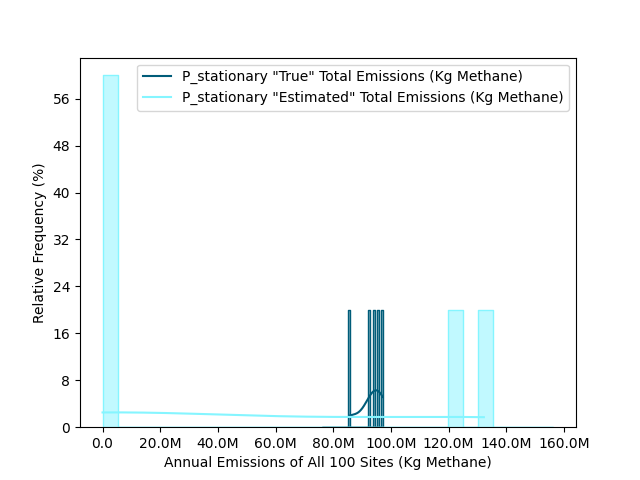 P_stationary "True" Total Emissions (Kg Methane)
P_stationary "Estimated" Total Emissions (Kg Methane)
56
48
40
32
24
16
8
0
Relative Frequency (%)
0.0 20.0M 40.0M 60.0M 80.0M 100.0M 120.0M 140.0M 160.0M
Annual Emissions of All 100 Sites (Kg Methane)